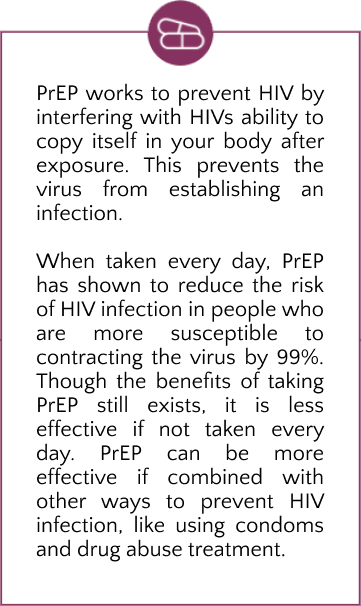 PrEP works to prevent HIV by
interfering with HIVs ability to
copy itself in your body after
exposure. This prevents the
virus from establishing an
infection.
When taken every day, PrEP
has shown to reduce the risk
of HIV infection in people who
are more susceptible to
contracting the virus by 99%.
Though the benefits of taking
PrEP still exists, it is less
effective if not taken every
day. PrEP can be more
effective if combined with
other ways to prevent HIV
infection, like using condoms
and drug abuse treatment.